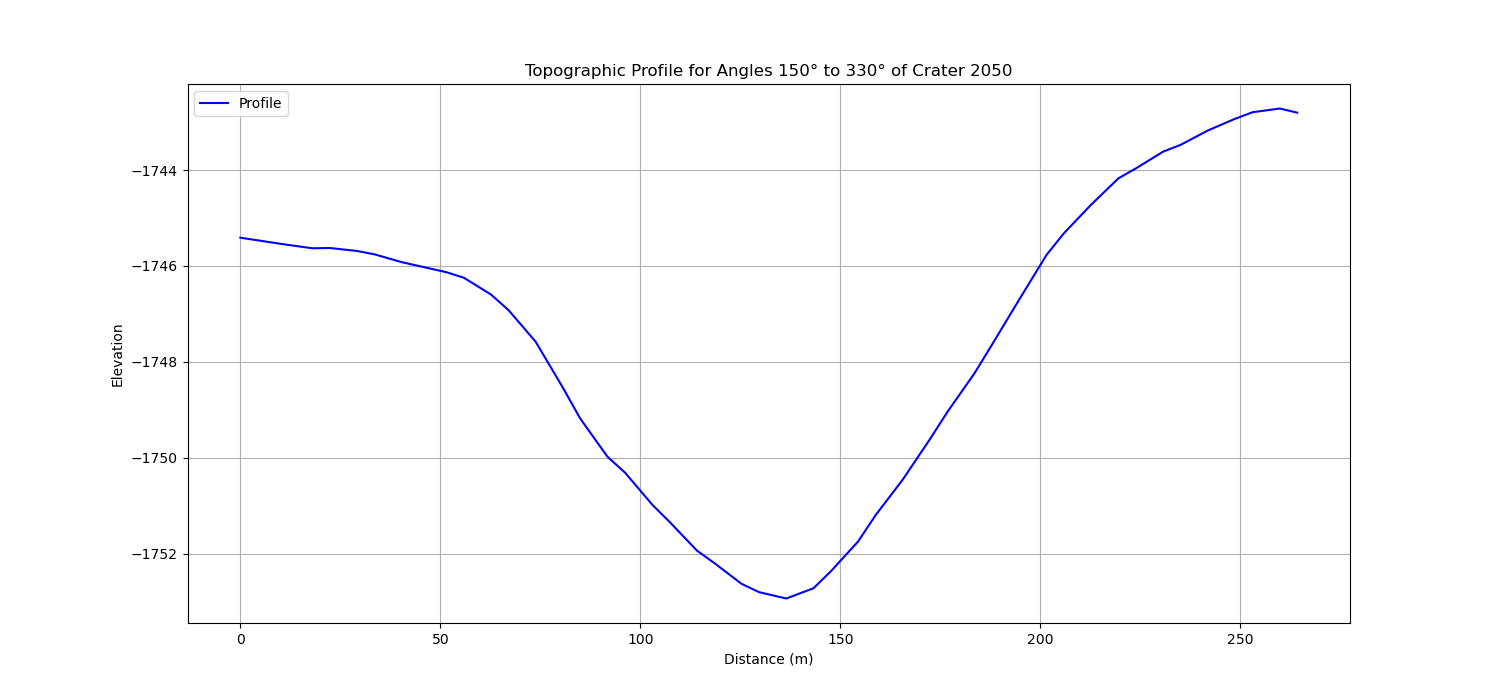 Topographic Profile for Angles 150° to 330° of Crater 2050
Profile
−1744
−1746
−1748
−1750
−1752
Elevation
0 50 100 150 200 250
Distance (m)